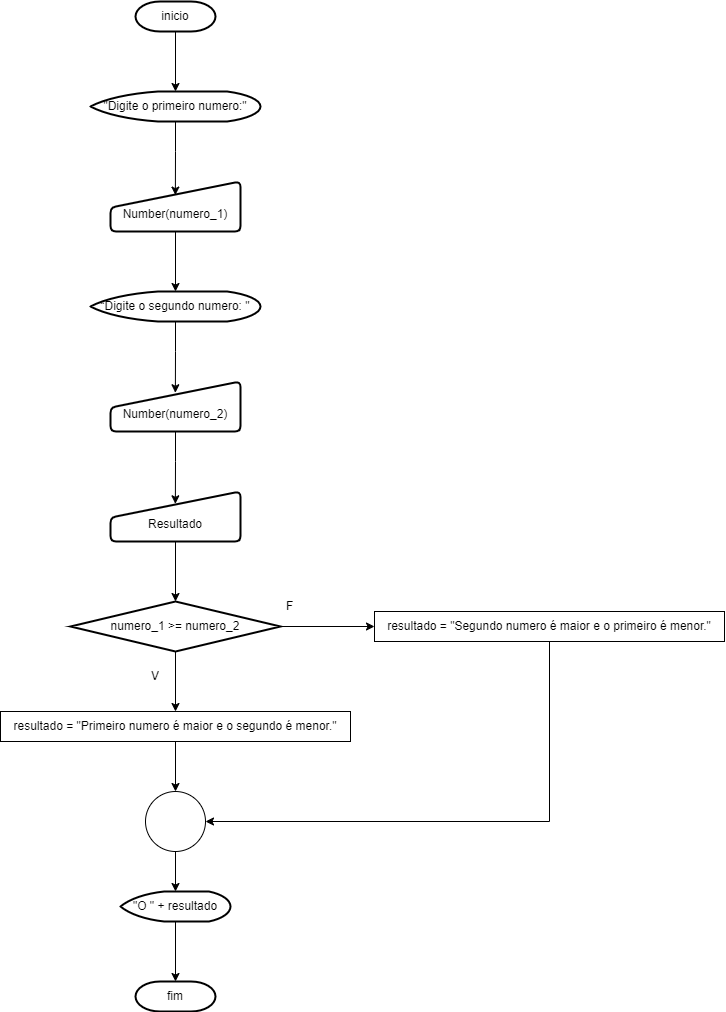 inicio
"Digite o primeiro numero:"
Number(numero_1)
"Digite o segundo numero: "
Number(numero_2)
Resultado
numero_1 >= numero_2
F
resultado = "Segundo numero é maior e o primeiro é menor."
V
resultado = "Primeiro numero é maior e o segundo é menor."
"O " + resultado
fim